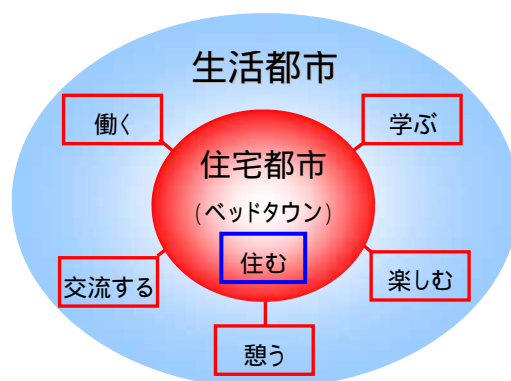 生活都市
働く
学ぶ
住宅都市
(ベッドタウン)
住む
交流する
楽しむ
憩う